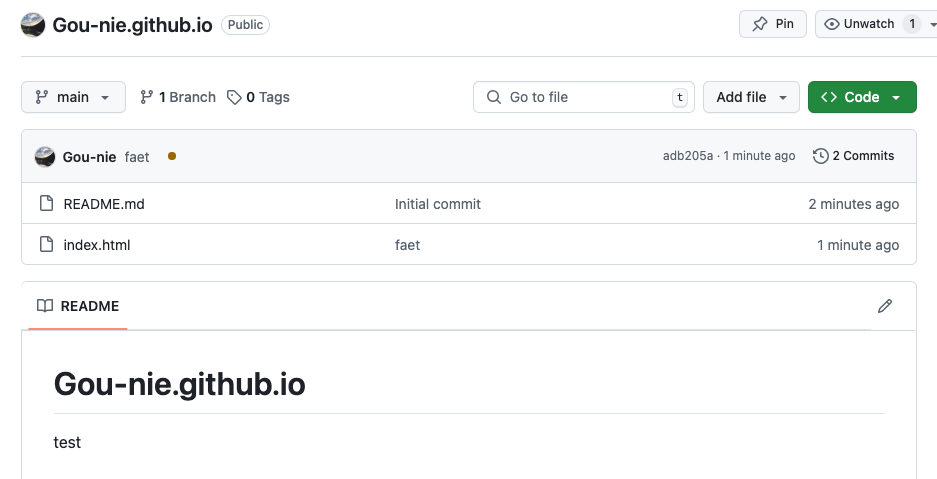 Gou-nie.github.io Public Pin Unwatch 1
main 1 Branch 0 Tags Go to file t Add file Code
Gou-nie faet adb205a · 1 minute ago 2 Commits
README.md Initial commit 2 minutes ago
index.html faet 1 minute ago
README
Gou-nie.github.io
test